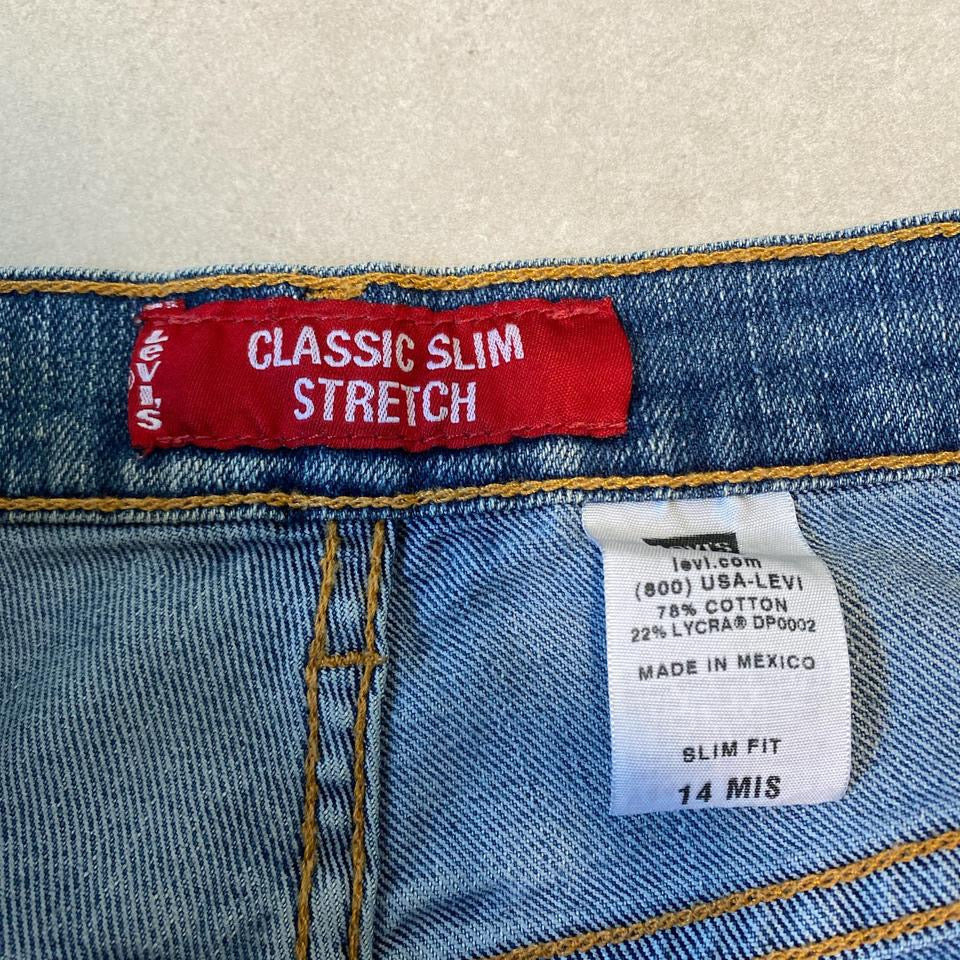 LEVI'S
CLASSIC SLIM
STRETCH
LEVI'S
levi.com
(800) USA-LEVI
78% COTTON
22% LYCRA® DP0002
MADE IN MEXICO
SLIM FIT
14 MIS